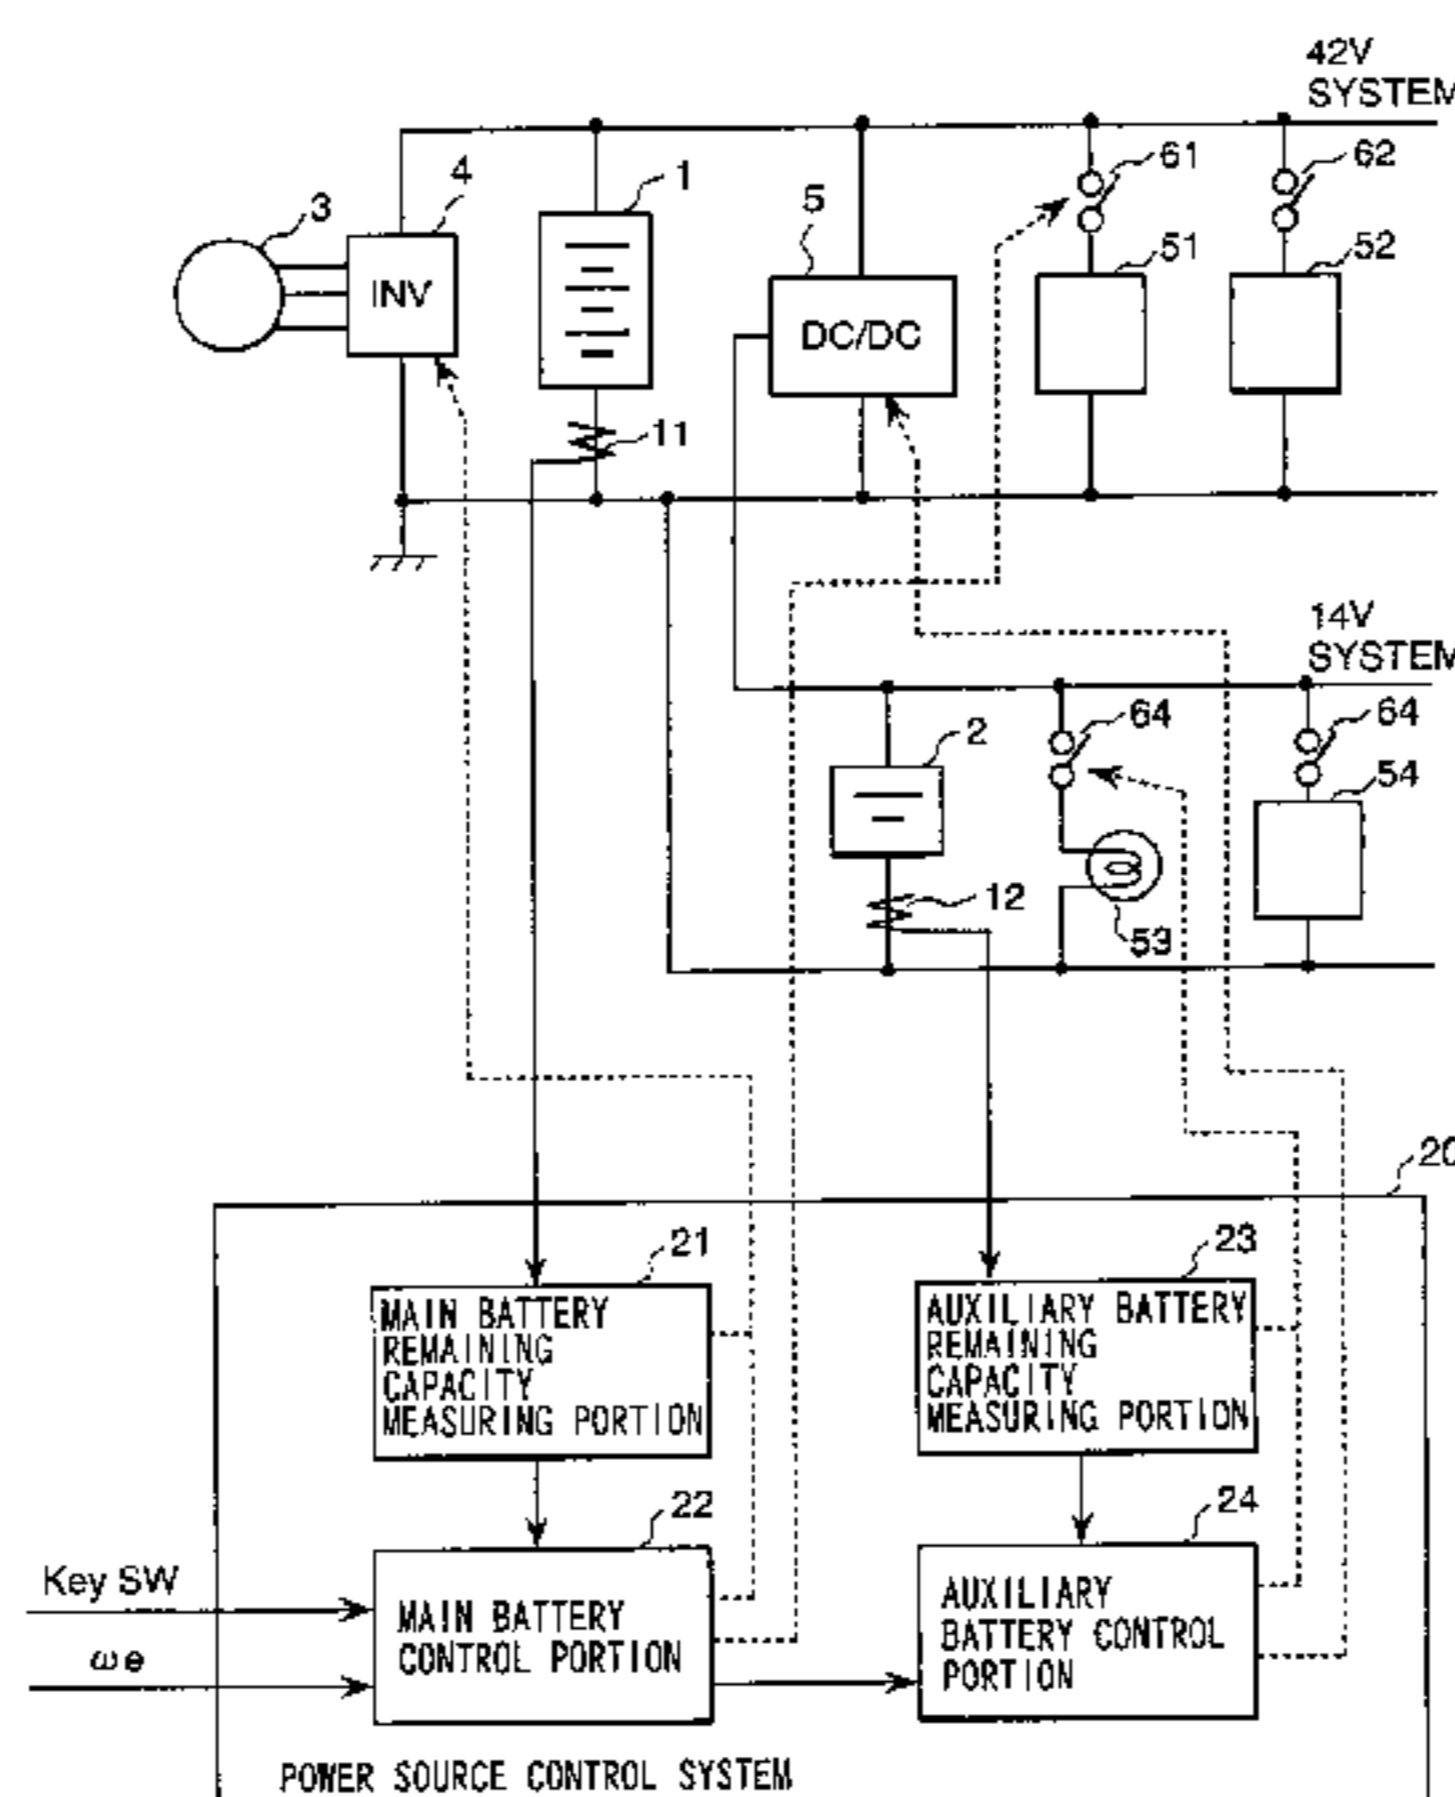 42V
SYSTEM
61
62
4
1
3
5
51
52
INV
DC/DC
11
14V
SYSTEM
64
64
2
54
12
53
20
21
23
MAIN BATTERY
REMAINING
CAPACITY
MEASURING PORTION
AUXILIARY BATTERY
REMAINING
CAPACITY
MEASURING PORTION
22
24
Key SW
ωe
MAIN BATTERY
CONTROL PORTION
AUXILIARY
BATTERY CONTROL
PORTION
POWER SOURCE CONTROL SYSTEM